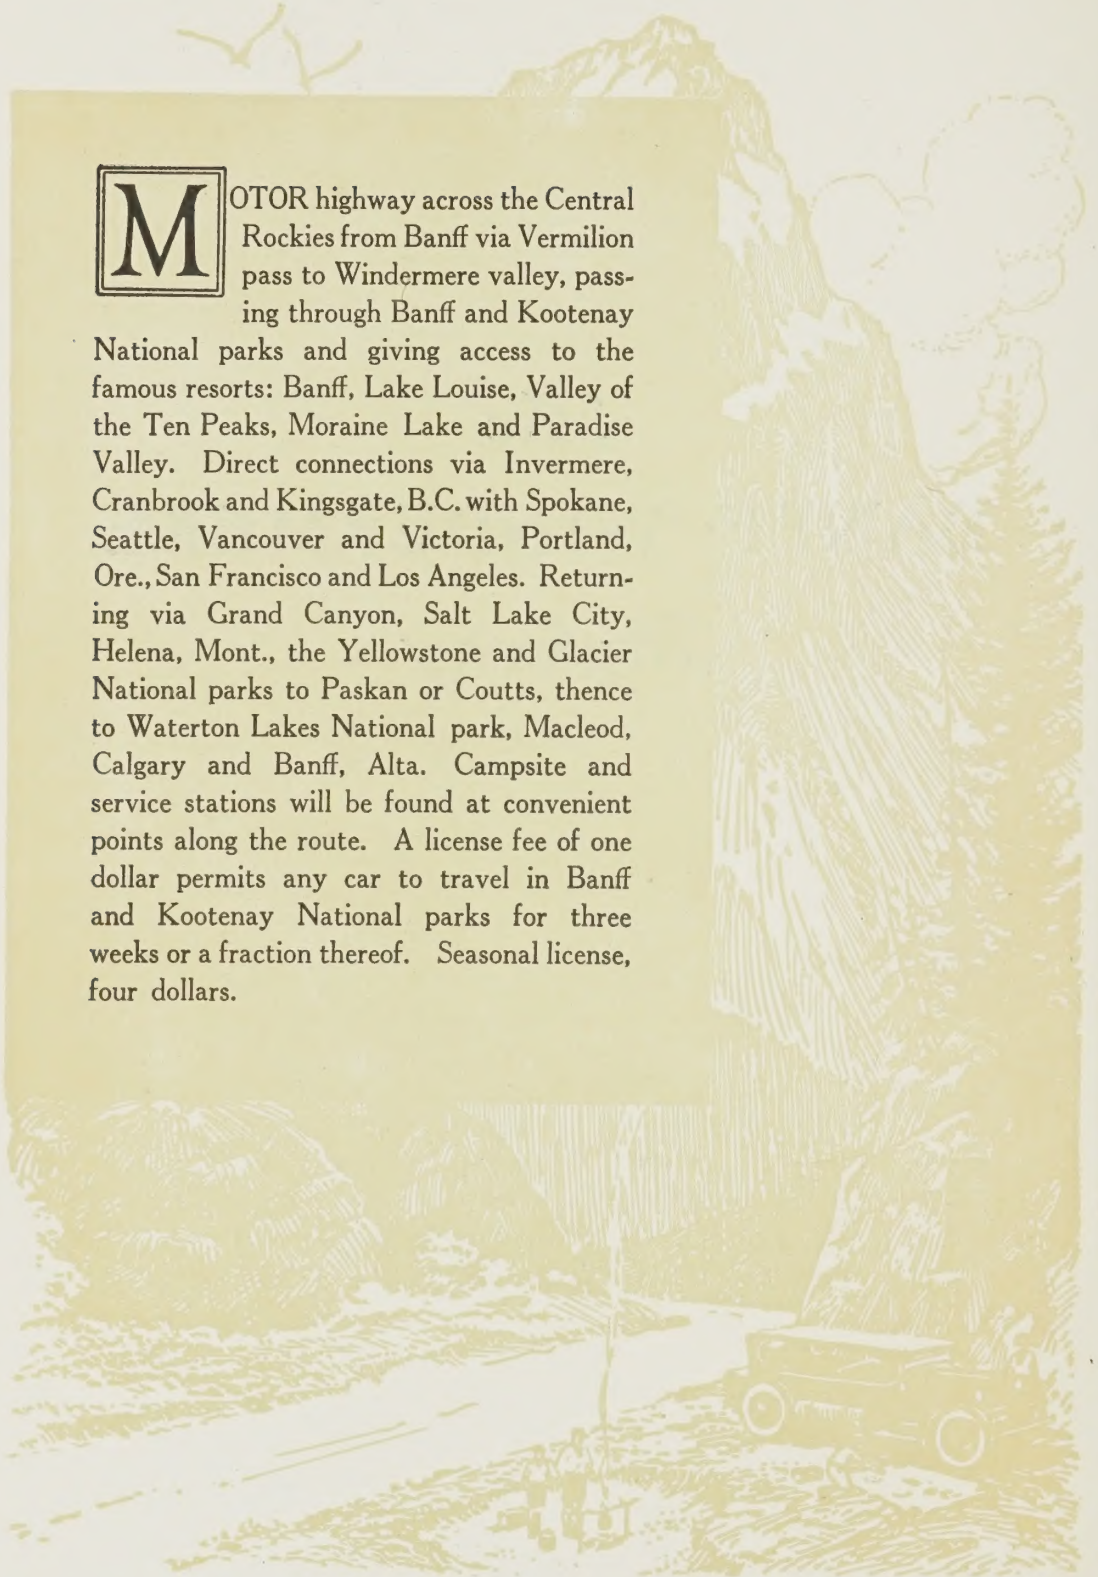 MOTOR highway across the Central
Rockies from Banff via Vermilion
pass to Windermere valley, pass-
ing through Banff and Kootenay
National parks and giving access to the
famous resorts: Banff, Lake Louise, Valley of
the Ten Peaks, Moraine Lake and Paradise
Valley. Direct connections via Invermere,
Cranbrook and Kingsgate, B.C. with Spokane,
Seattle, Vancouver and Victoria, Portland,
Ore., San Francisco and Los Angeles. Return-
ing via Grand Canyon, Salt Lake City,
Helena, Mont., the Yellowstone and Glacier
National parks to Paskan or Coutts, thence
to Waterton Lakes National park, Macleod,
Calgary and Banff, Alta. Campsite and
service stations will be found at convenient
points along the route. A license fee of one
dollar permits any car to travel in Banff
and Kootenay National parks for three
weeks or a fraction thereof. Seasonal license,
four dollars.